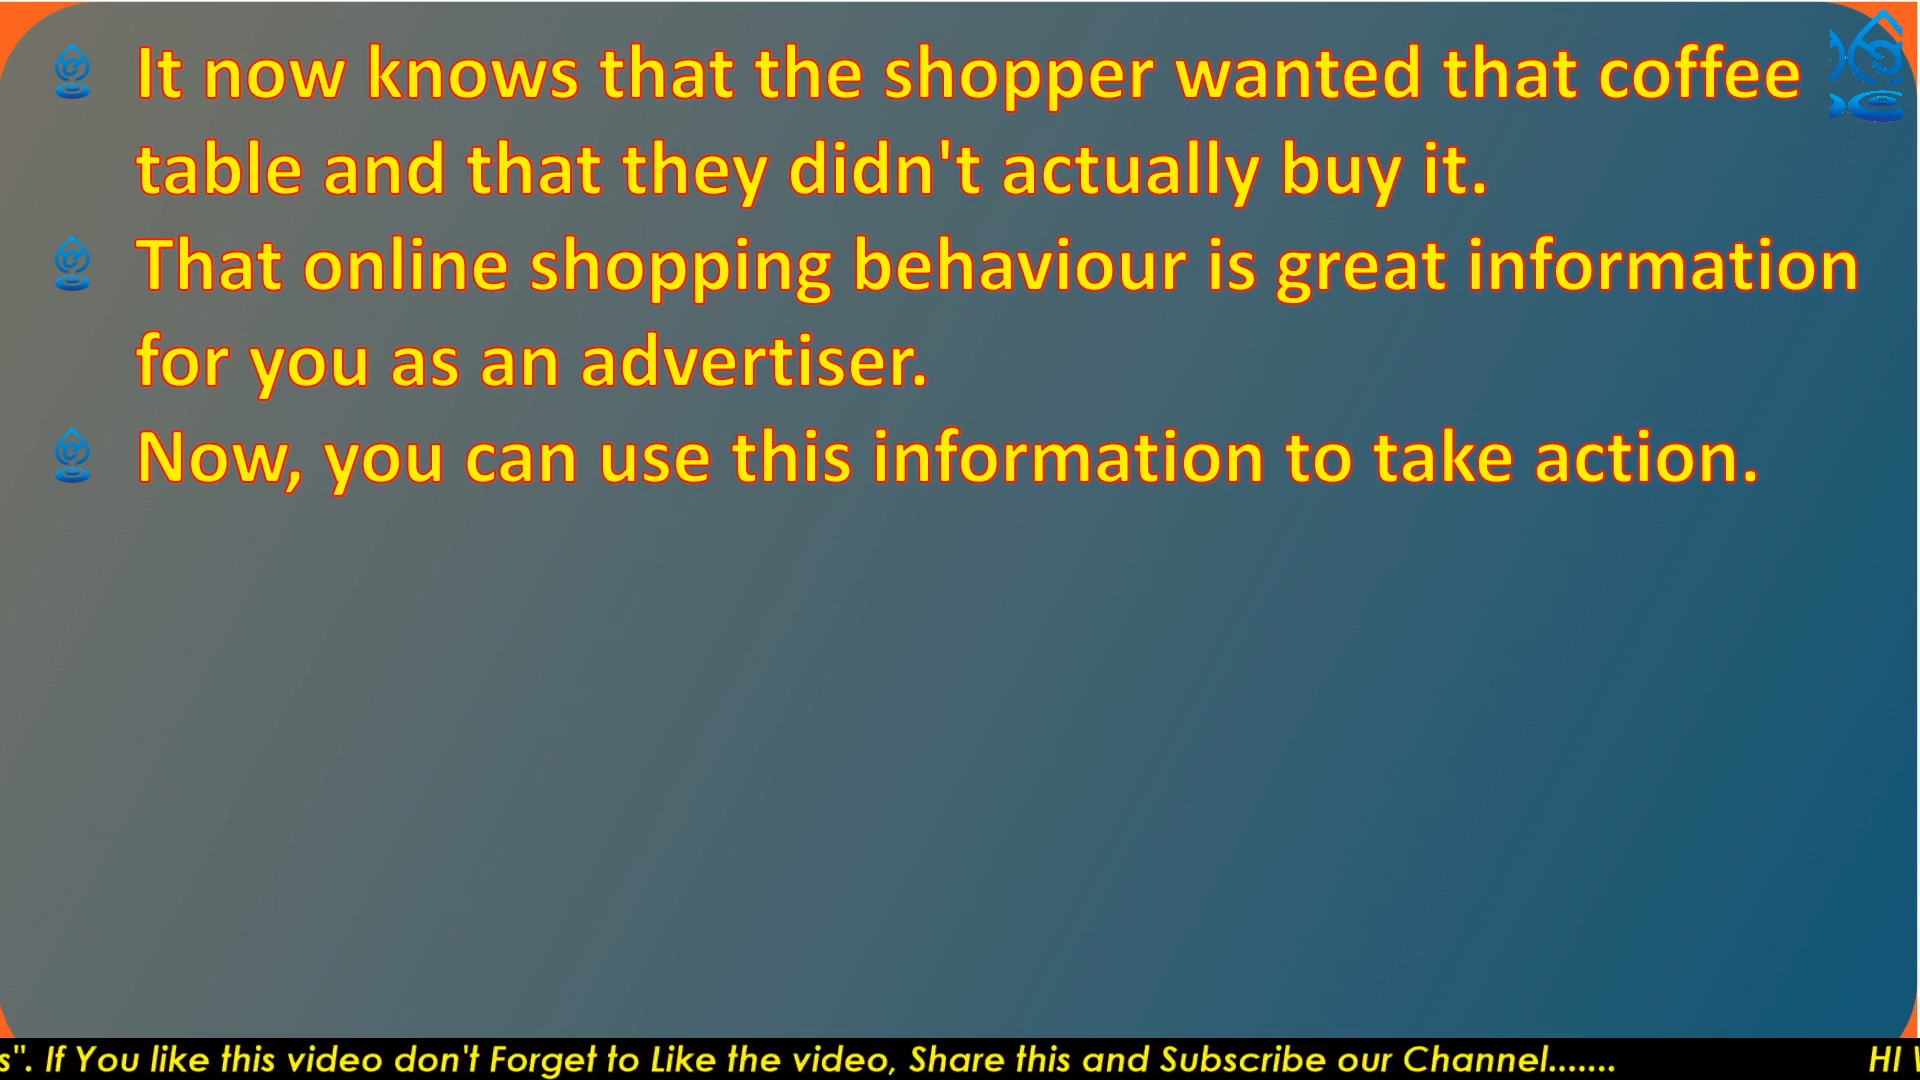 It now knows that the shopper wanted that coffee
table and that they didn't actually buy it.
That online shopping behaviour is great information
for you as an advertiser.
Now, you can use this information to take action.
s". If You like this video don't Forget to Like the video, Share this and Subscribe our Channel....... HI